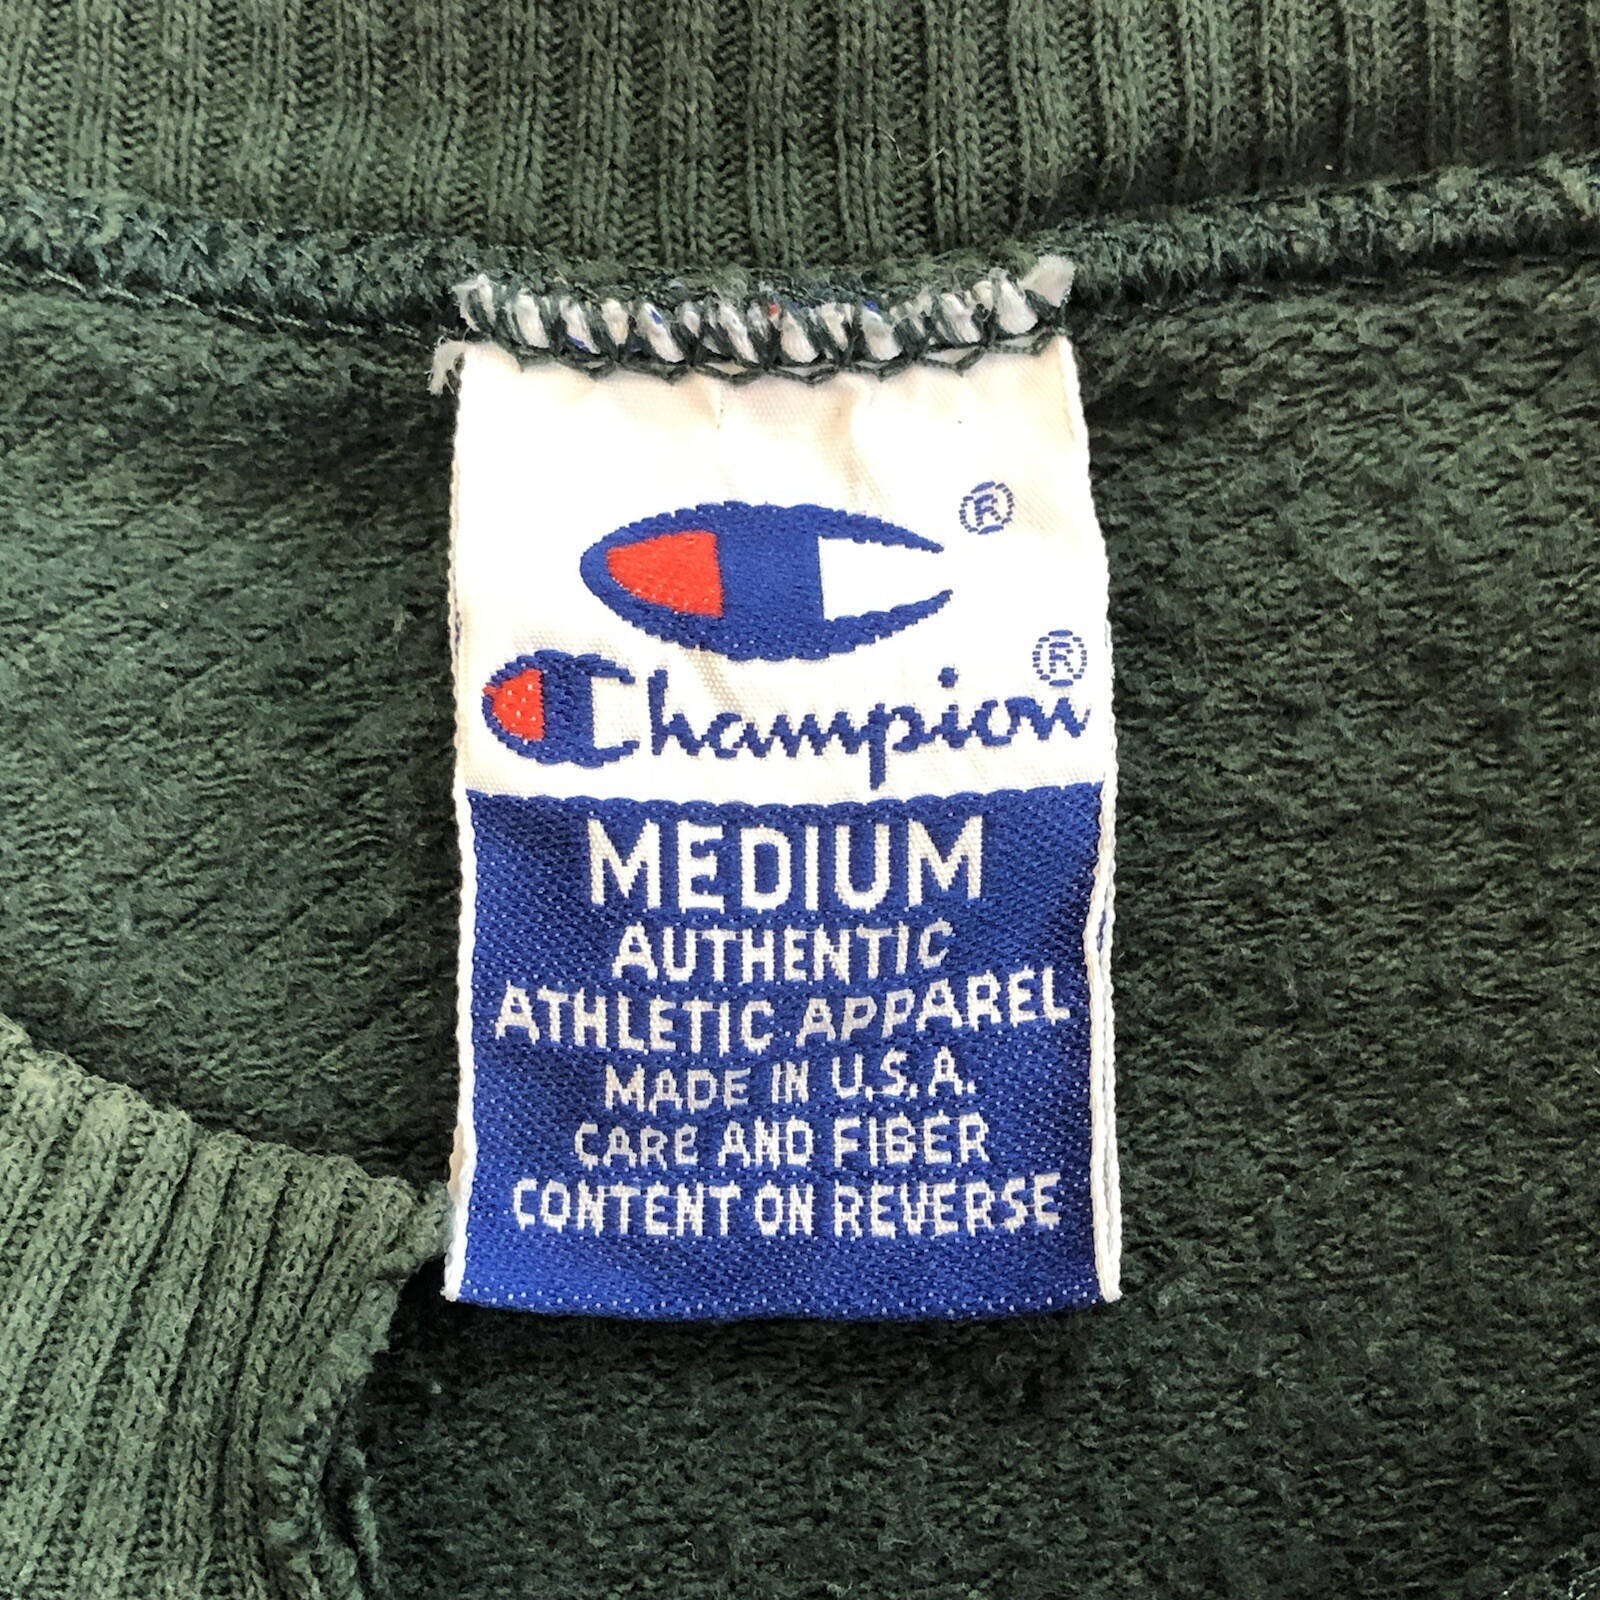 ®
Champion®
MEDIUM
AUTHENTIC
ATHLETIC APPAREL
MADE IN U.S.A.
CARE AND FIBER
CONTENT ON REVERSE